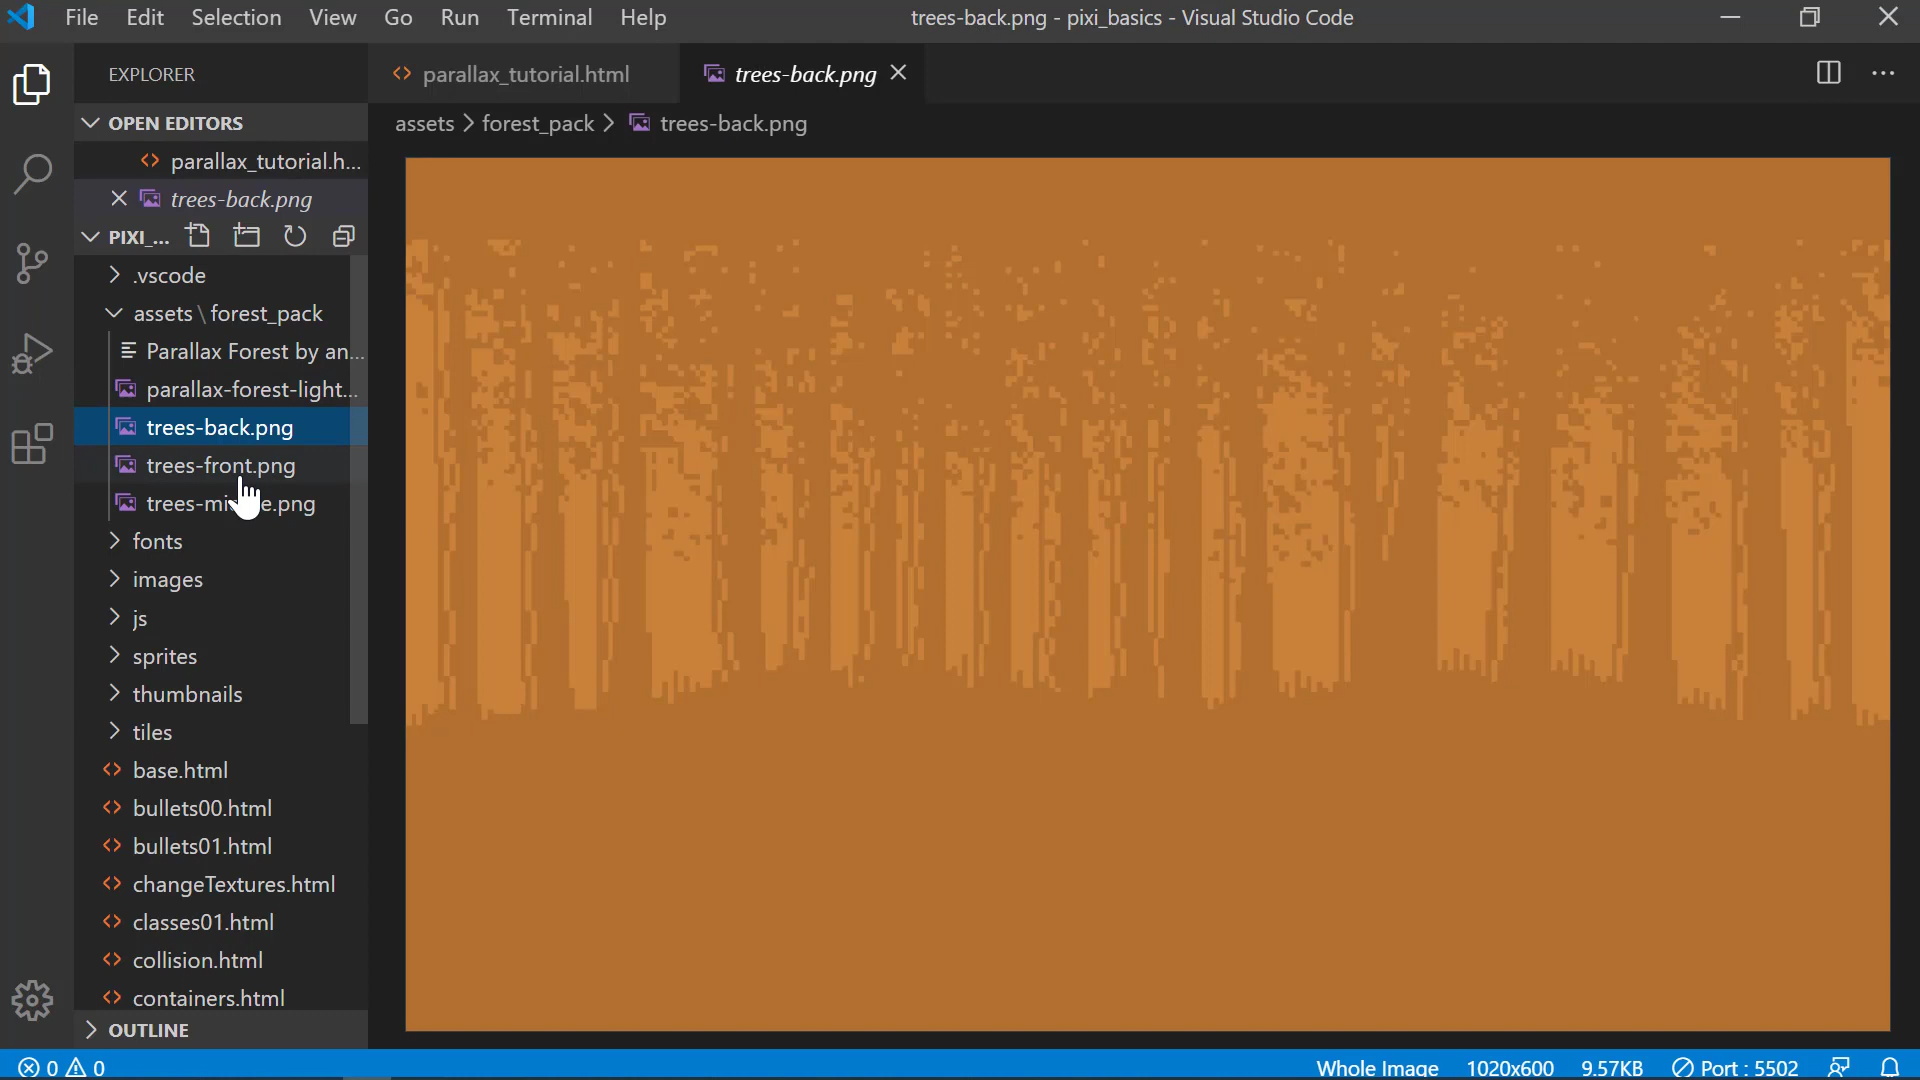 File Edit Selection View Go Run Terminal Help trees-back.png - pixi_basics - Visual Studio Code
EXPLORER
parallax_tutorial.html trees-back.png
OPEN EDITORS
assets > forest_pack > trees-back.png
parallax_tutorial.h...
trees-back.png
PIXI_...
.vscode
assets \ forest_pack
Parallax Forest by an...
parallax-forest-light...
trees-back.png
trees-front.png
trees-mi e.png
fonts
images
js
sprites
thumbnails
tiles
base.html
bullets00.html
bullets01.html
changeTextures.html
classes01.html
collision.html
containers.html
OUTLINE
0 0 Whole Image 1020x600 9.57KB Port : 5502